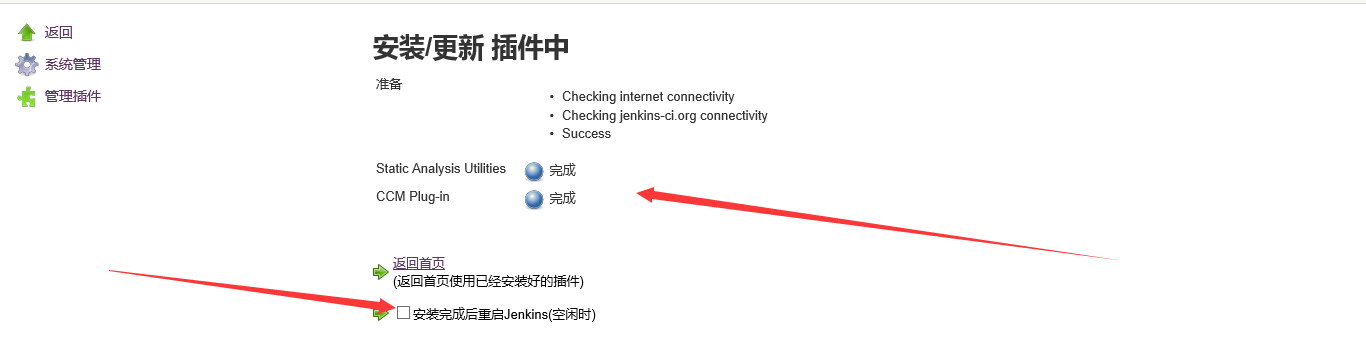 返回
系统管理
管理插件
安装/更新 插件中
准备
• Checking internet connectivity
• Checking jenkins-ci.org connectivity
• Success
Static Analysis Utilities 完成
CCM Plug-in 完成
返回首页
(返回首页使用已经安装好的插件)
安装完成后重启Jenkins(空闲时)